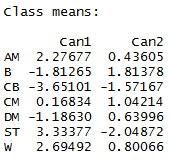 Class means:
Can1 Can2
AM 2.27677 0.43605
B -1.81265 1.81378
CB -3.65101 -1.57167
CM 0.16834 1.04214
DM -1.18630 0.63996
ST 3.33377 -2.04872
W 2.69492 0.80066